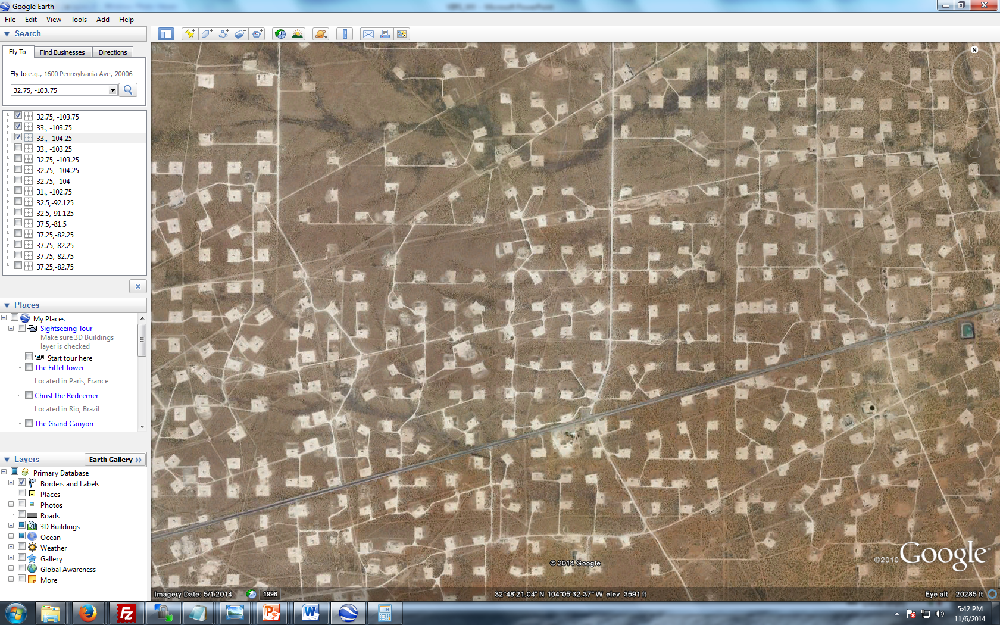 Google Earth
File Edit View Tools Add Help
Search
Fly To Find Businesses Directions
Fly to e.g., 1600 Pennsylvania Ave, 20006
32.75, -103.75
32.75, -103.75
33., -103.75
33., -104.25
33., -103.25
32.75, -103.25
32.75, -104.25
32.75, -104
31., -102.75
32.5,-92.125
32.5,-91.125
37.5,-81.5
37.25,-82.25
37.75,-82.25
37.75,-82.75
37.25,-82.75
Places
My Places
Sightseeing Tour
Make sure 3D Buildings
layer is checked
Start tour here
The Eiffel Tower
Located in Paris, France
Christ the Redeemer
Located in Rio, Brazil
The Grand Canyon
Layers
Earth Gallery »
Primary Database
Borders and Labels
Places
Photos
Roads
3D Buildings
Ocean
Weather
Gallery
Global Awareness
More
N
© 2014 Google
©2010 Google
Imagery Date: 5/1/2014 1996 32°48'21.04" N 104°05'32.37" W elev 3591 ft Eye alt 20285 ft
5:42 PM
11/6/2014